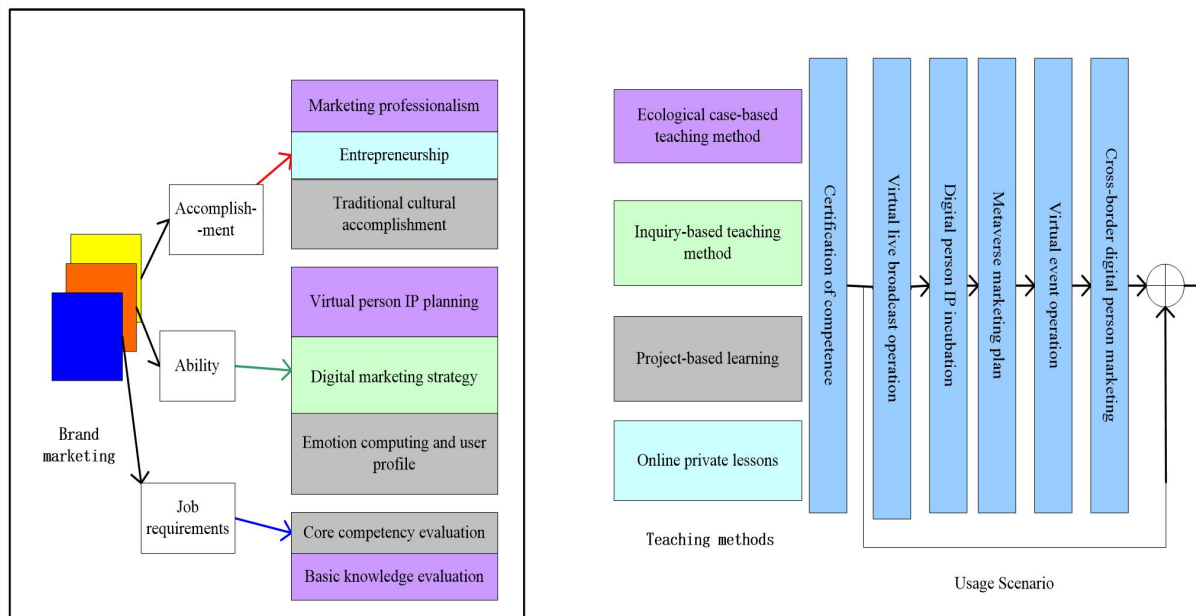 Brand
marketing
Accomplish-
-ment
Ability
Job
requirements
Marketing professionalism
Entrepreneurship
Traditional cultural
accomplishment
Virtual person IP planning
Digital marketing strategy
Emotion computing and user
profile
Core competency evaluation
Basic knowledge evaluation
Ecological case-based
teaching method
Inquiry-based teaching
method
Project-based learning
Online private lessons
Teaching methods
Certification of competence
Virtual live broadcast operation
Digital person IP incubation
Metaverse marketing plan
Virtual event operation
Cross-border digital person marketing
Usage Scenario